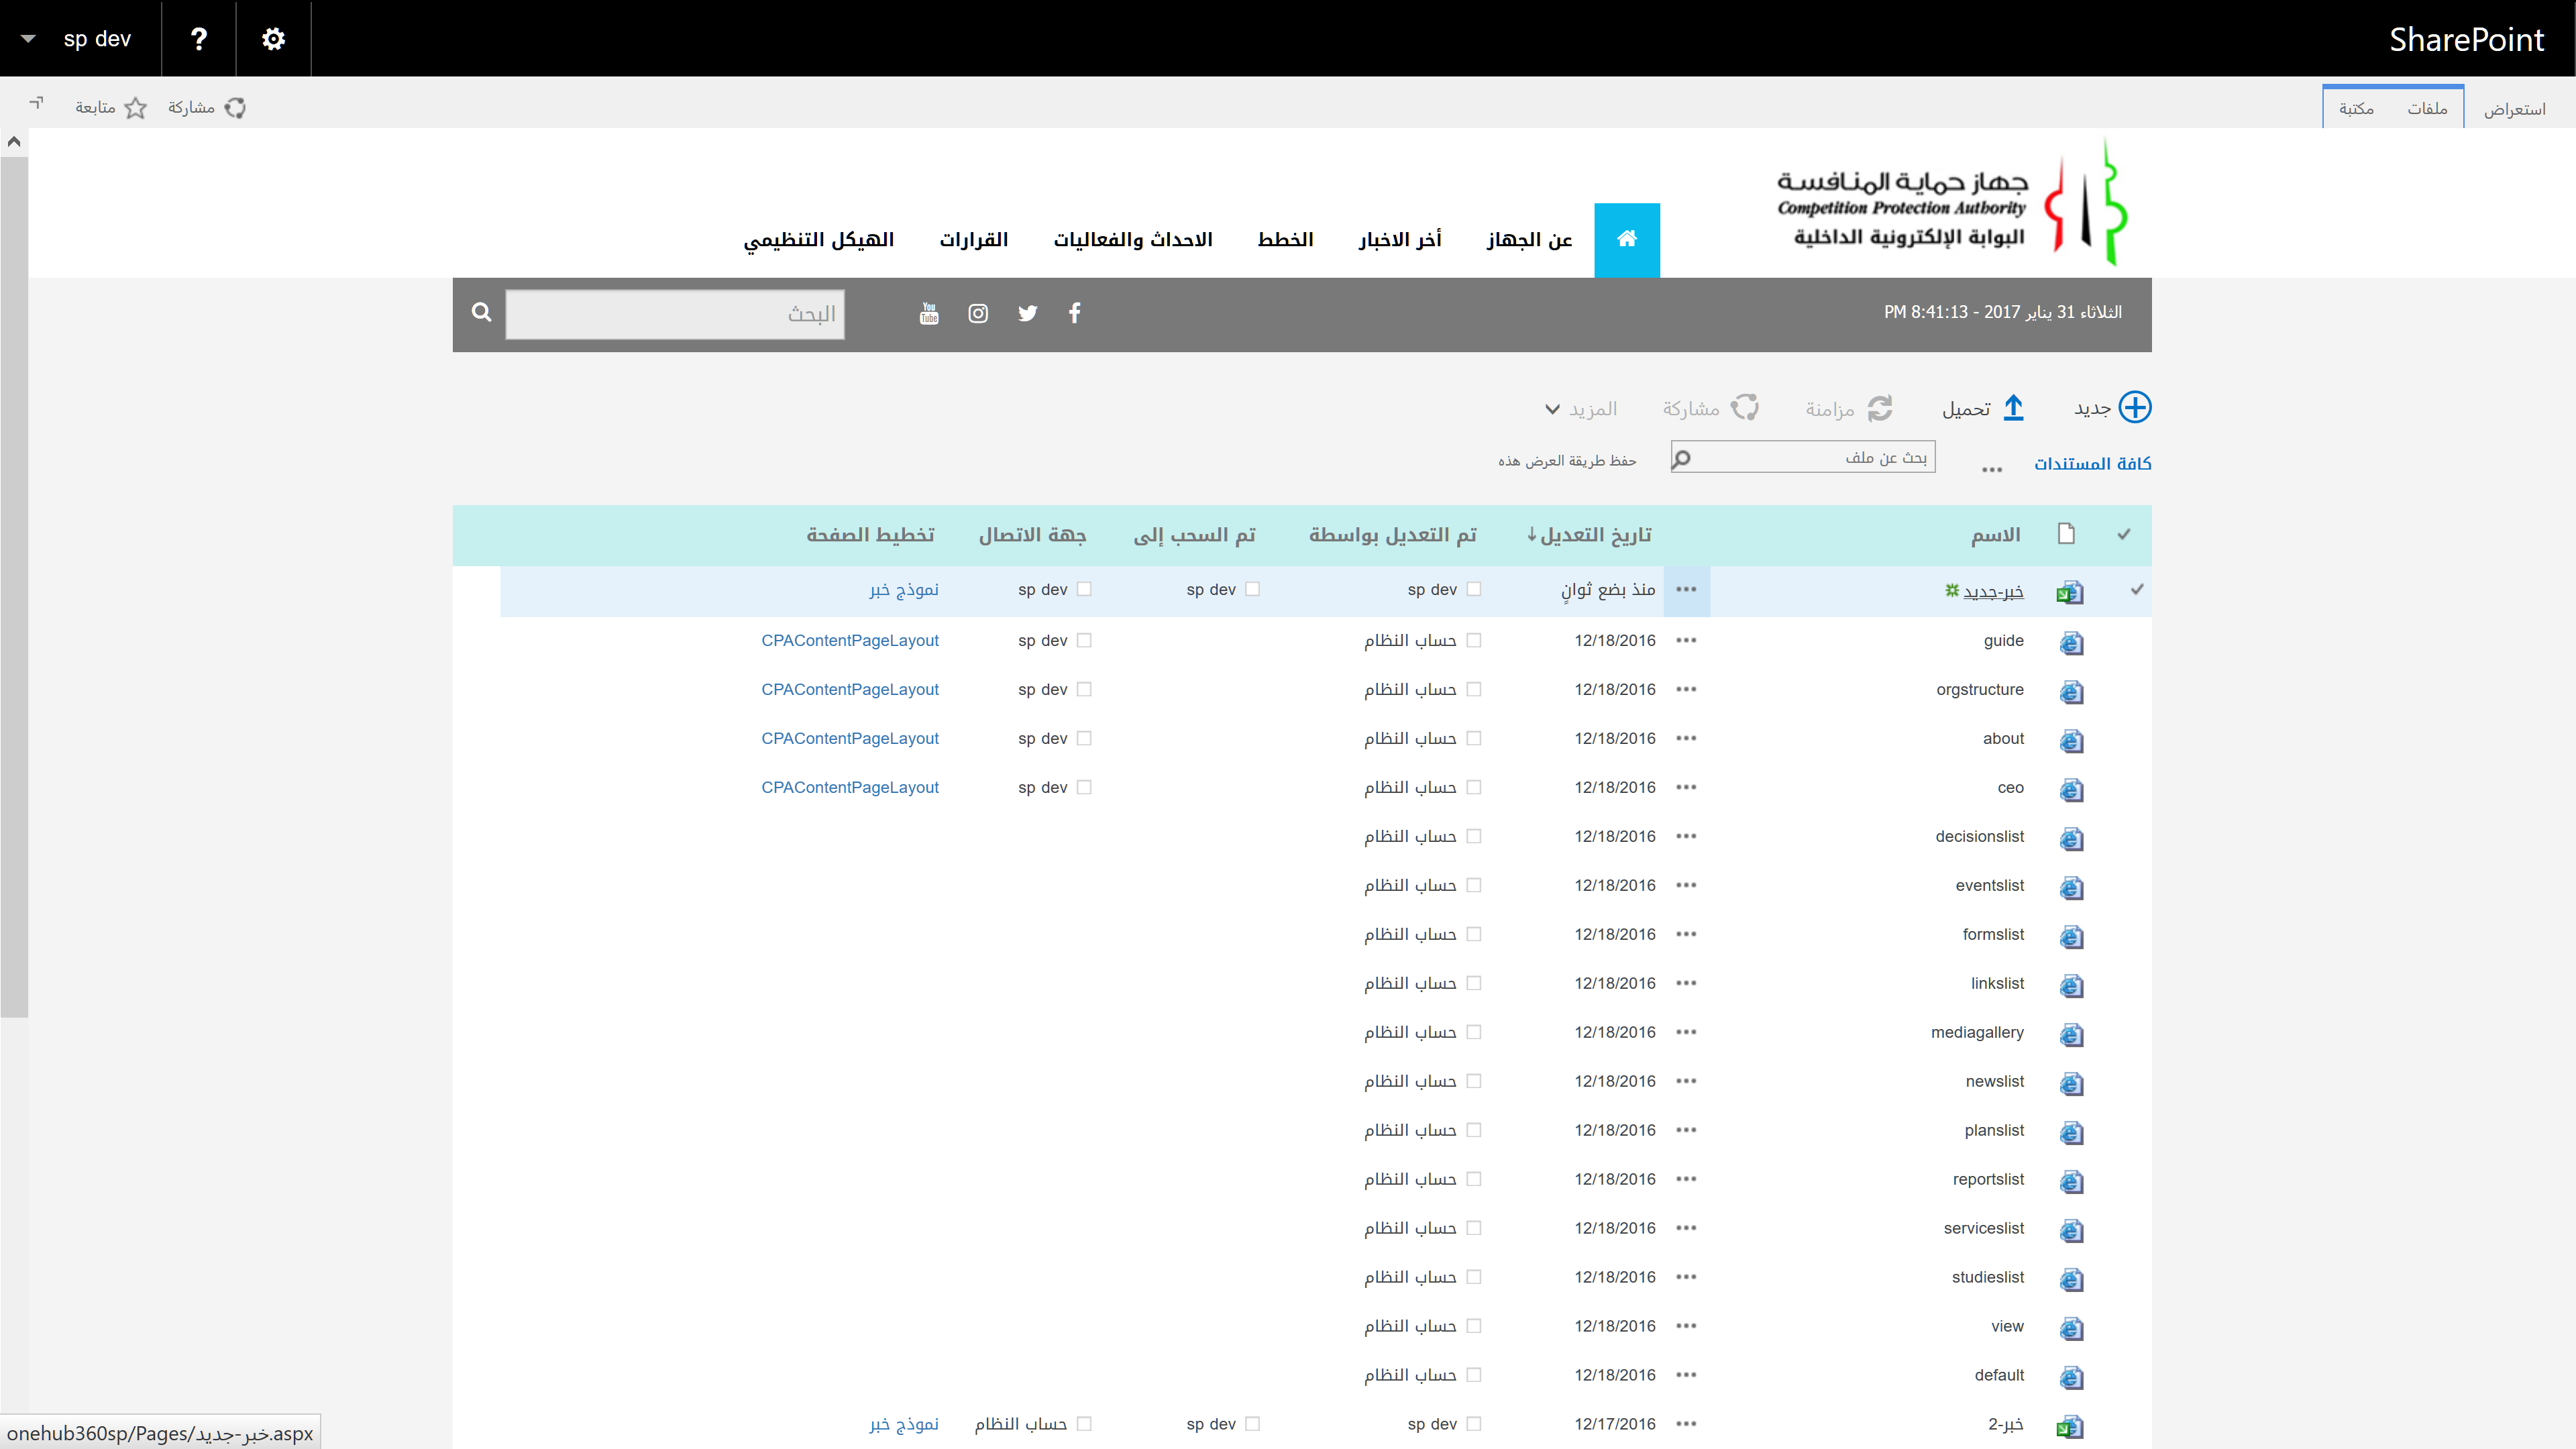 SharePoint
sp dev
استعراض
ملفات
مكتبة
مشاركة
متابعة
جهاز حماية المنافسة
Competition Protection Authority
البوابة الإلكترونية الداخلية
عن الجهاز
أخر الاخبار
الخطط
الاحداث والفعاليات
القرارات
الهيكل التنظيمي
الثلاثاء 31 يناير 2017 - 8:41:13 PM
You Tube
البحث
جديد
تحميل
مزامنة
مشاركة
المزيد
كافة المستندات
...
بحث عن ملف
حفظ طريقة العرض هذه
الاسم تاريخ التعديل تم التعديل بواسطة تم السحب إلى جهة الاتصال تخطيط الصفحة
خبر-جديد ... منذ بضع ثوانٍ sp dev sp dev sp dev نموذج خبر
guide ... 12/18/2016 حساب النظام sp dev CPAContentPageLayout
orgstructure ... 12/18/2016 حساب النظام sp dev CPAContentPageLayout
about ... 12/18/2016 حساب النظام sp dev CPAContentPageLayout
ceo ... 12/18/2016 حساب النظام sp dev CPAContentPageLayout
decisionslist ... 12/18/2016 حساب النظام
eventslist ... 12/18/2016 حساب النظام
formslist ... 12/18/2016 حساب النظام
linkslist ... 12/18/2016 حساب النظام
mediagallery ... 12/18/2016 حساب النظام
newslist ... 12/18/2016 حساب النظام
planslist ... 12/18/2016 حساب النظام
reportslist ... 12/18/2016 حساب النظام
serviceslist ... 12/18/2016 حساب النظام
studieslist ... 12/18/2016 حساب النظام
view ... 12/18/2016 حساب النظام
default ... 12/18/2016 حساب النظام
خبر-2 ... 12/17/2016 sp dev sp dev حساب النظام نموذج خبر
onehub360sp/Pages/خبر-جديد.aspx